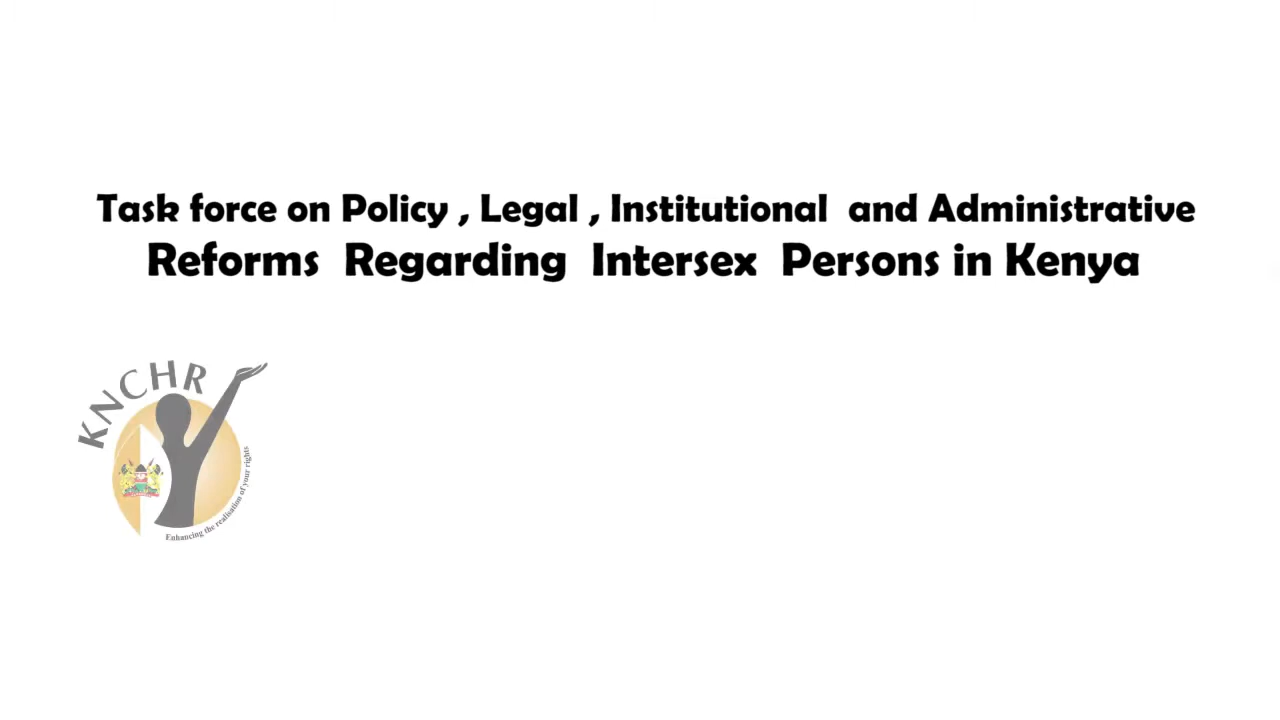 Task force on Policy , Legal , Institutional and Administrative
Reforms Regarding Intersex Persons in Kenya
KNCHR
Enhancing the realisation of your rights